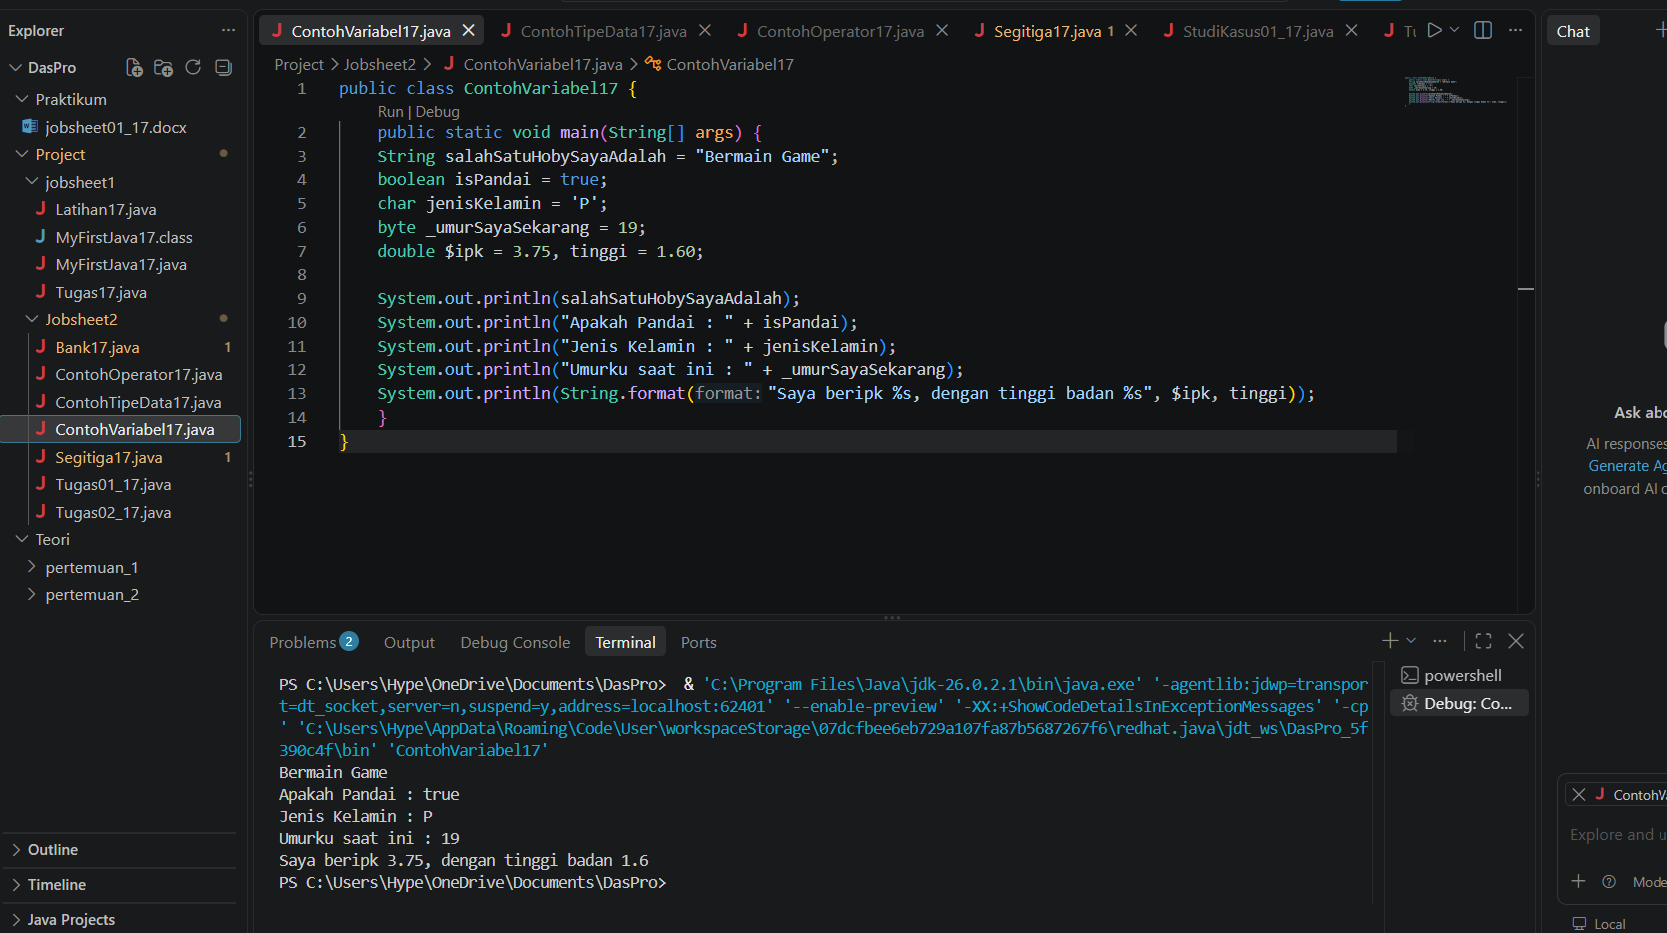 Explorer
DasPro
Praktikum
jobsheet01_17.docx
Project
jobsheet1
Latihan17.java
MyFirstJava17.class
MyFirstJava17.java
Tugas17.java
Jobsheet2
Bank17.java 1
ContohOperator17.java
ContohTipeData17.java
ContohVariabel17.java
Segitiga17.java 1
Tugas01_17.java
Tugas02_17.java
Teori
pertemuan_1
pertemuan_2
Outline
Timeline
Java Projects
ContohVariabel17.java ContohTipeData17.java ContohOperator17.java Segitiga17.java 1 StudiKasus01_17.java
Project > Jobsheet2 > ContohVariabel17.java > ContohVariabel17
1 public class ContohVariabel17 {
Run | Debug
2 public static void main(String[] args) {
3 String salahSatuHobySayaAdalah = "Bermain Game";
4 boolean isPandai = true;
5 char jenisKelamin = 'P';
6 byte _umurSayaSekarang = 19;
7 double $ipk = 3.75, tinggi = 1.60;
8
9 System.out.println(salahSatuHobySayaAdalah);
10 System.out.println("Apakah Pandai : " + isPandai);
11 System.out.println("Jenis Kelamin : " + jenisKelamin);
12 System.out.println("Umurku saat ini : " + _umurSayaSekarang);
13 System.out.println(String.format(format:"Saya beripk %s, dengan tinggi badan %s", $ipk, tinggi));
14 }
15 }
Problems 2 Output Debug Console Terminal Ports
PS C:\Users\Hype\OneDrive\Documents\DasPro>  & 'C:\Program Files\Java\jdk-26.0.2.1\bin\java.exe' '-agentlib:jdwp=transpor
t=dt_socket,server=n,suspend=y,address=localhost:62401' '--enable-preview' '-XX:+ShowCodeDetailsInExceptionMessages' '-cp
' 'C:\Users\Hype\AppData\Roaming\Code\User\workspaceStorage\07dcfbee6eb729a107fa87b5687267f6\redhat.java\jdt_ws\DasPro_5f
390c4f\bin' 'ContohVariabel17'
Bermain Game
Apakah Pandai : true
Jenis Kelamin : P
Umurku saat ini : 19
Saya beripk 3.75, dengan tinggi badan 1.6
PS C:\Users\Hype\OneDrive\Documents\DasPro>
powershell
Debug: Co...
Chat
Ask
AI responses
Generate
onboard AI
Explore and
Local